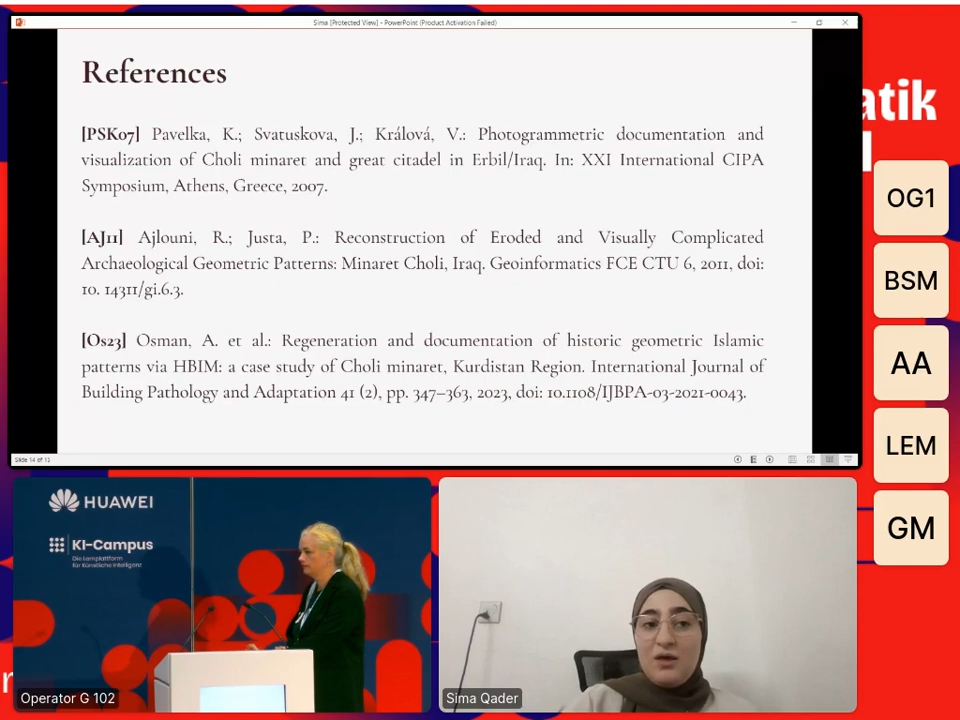 Sima [Protected View] - PowerPoint (Product Activation Failed)
References
[PSK07] Pavelka, K.; Svatuskova, J.; Králová, V.: Photogrammetric documentation and
visualization of Choli minaret and great citadel in Erbil/Iraq. In: XXI International CIPA
Symposium, Athens, Greece, 2007.
[AJ11] Ajlouni, R.; Justa, P.: Reconstruction of Eroded and Visually Complicated
Archaeological Geometric Patterns: Minaret Choli, Iraq. Geoinformatics FCE CTU 6, 2011, doi:
10. 14311/gi.6.3.
[Os23] Osman, A. et al.: Regeneration and documentation of historic geometric Islamic
patterns via HBIM: a case study of Choli minaret, Kurdistan Region. International Journal of
Building Pathology and Adaptation 41 (2), pp. 347–363, 2023, doi: 10.1108/IJBPA-03-2021-0043.
atik
OG1
BSM
AA
LEM
GM
HUAWEI
KI-Campus
Die Lernplattform
für Künstliche Intelligenz
Operator G 102
Sima Qader